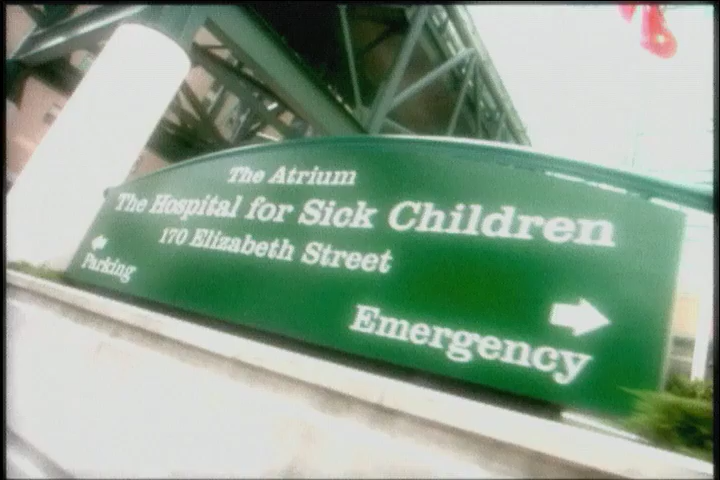 The Atrium
The Hospital for Sick Children
170 Elizabeth Street
Parking
Emergency